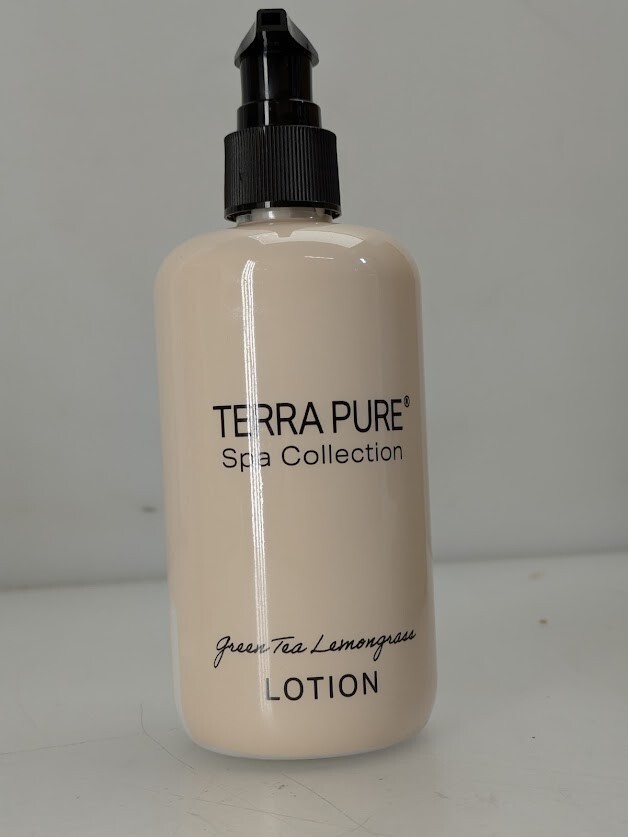 TERRA PURE®
Spa Collection
Green Tea Lemongrass
LOTION